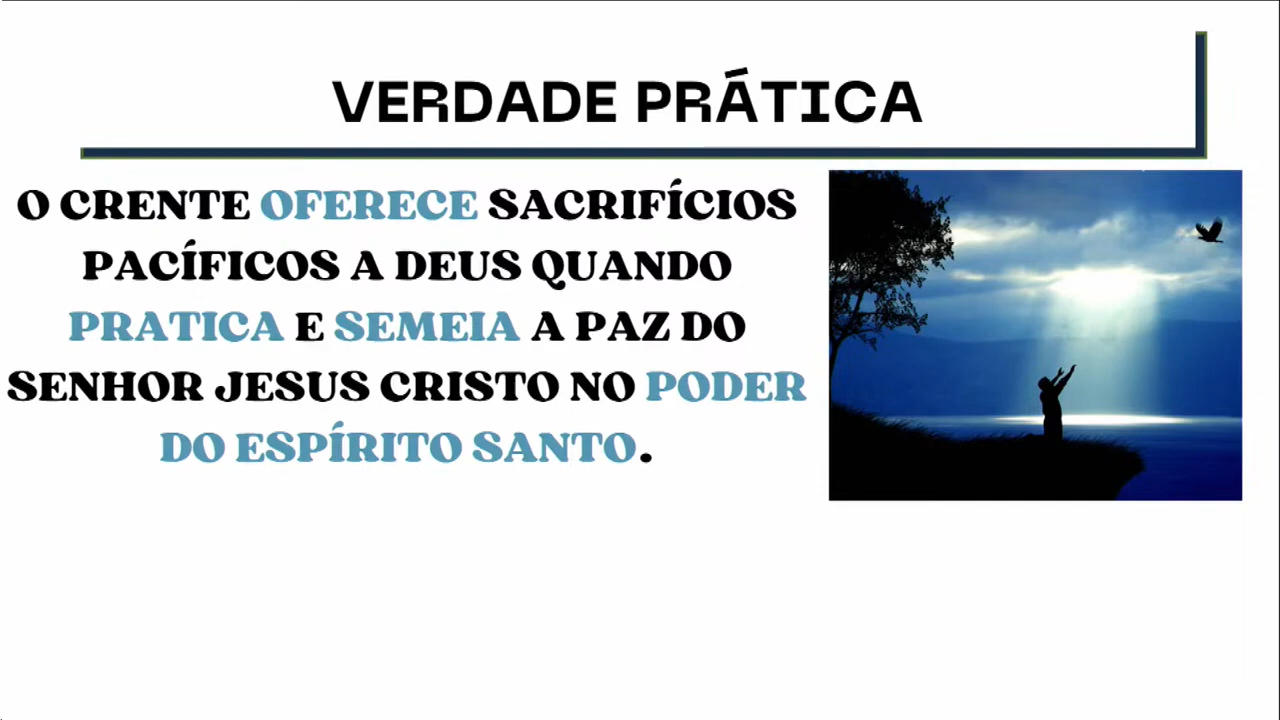 VERDADE PRÁTICA
O CRENTE OFERECE SACRIFÍCIOS
PACÍFICOS A DEUS QUANDO
PRATICA E SEMEIA A PAZ DO
SENHOR JESUS CRISTO NO PODER
DO ESPÍRITO SANTO.